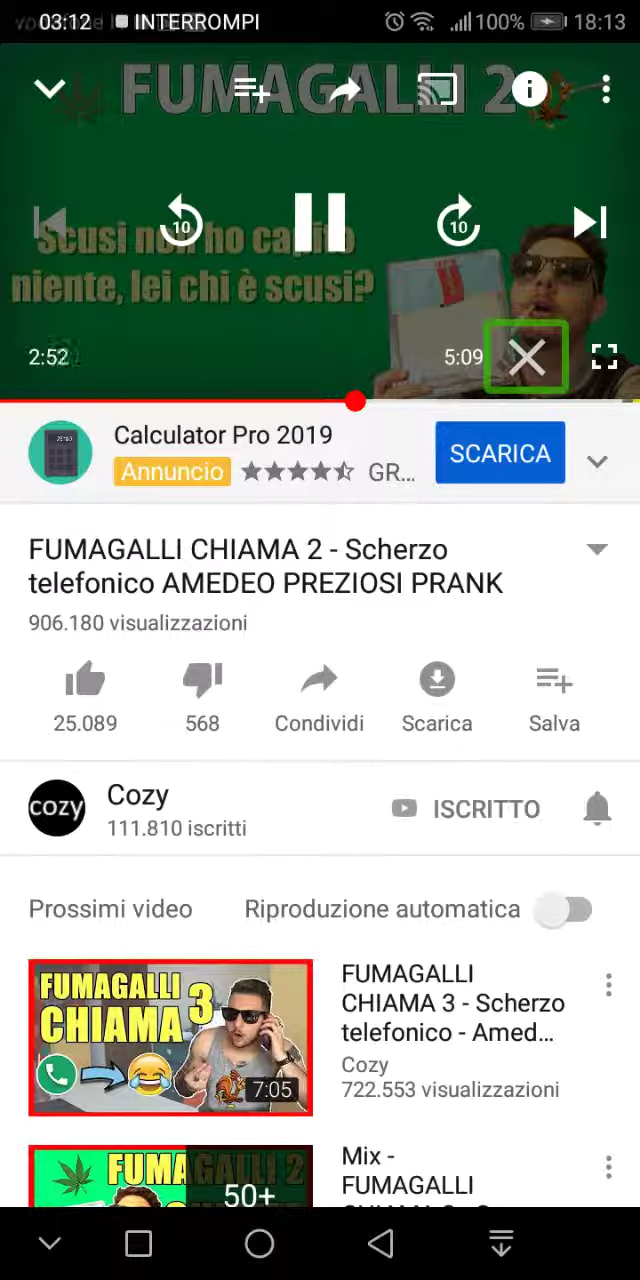 03:12 INTERROMPI 100% 18:13
FUMAGALLI 2
10 10
Scusi non ho capito
niente, lei chi è scusi?
2:52 5:09
Calculator Pro 2019
Annuncio GR...
SCARICA
FUMAGALLI CHIAMA 2 - Scherzo
telefonico AMEDEO PREZIOSI PRANK
906.180 visualizzazioni
25.089 568 Condividi Scarica Salva
cozy
Cozy
111.810 iscritti
ISCRITTO
Prossimi video Riproduzione automatica
FUMAGALLI 3
CHIAMA
7:05
FUMAGALLI
CHIAMA 3 - Scherzo
telefonico - Amed...
Cozy
722.553 visualizzazioni
FUMAGALLI 2
50+
Mix -
FUMAGALLI